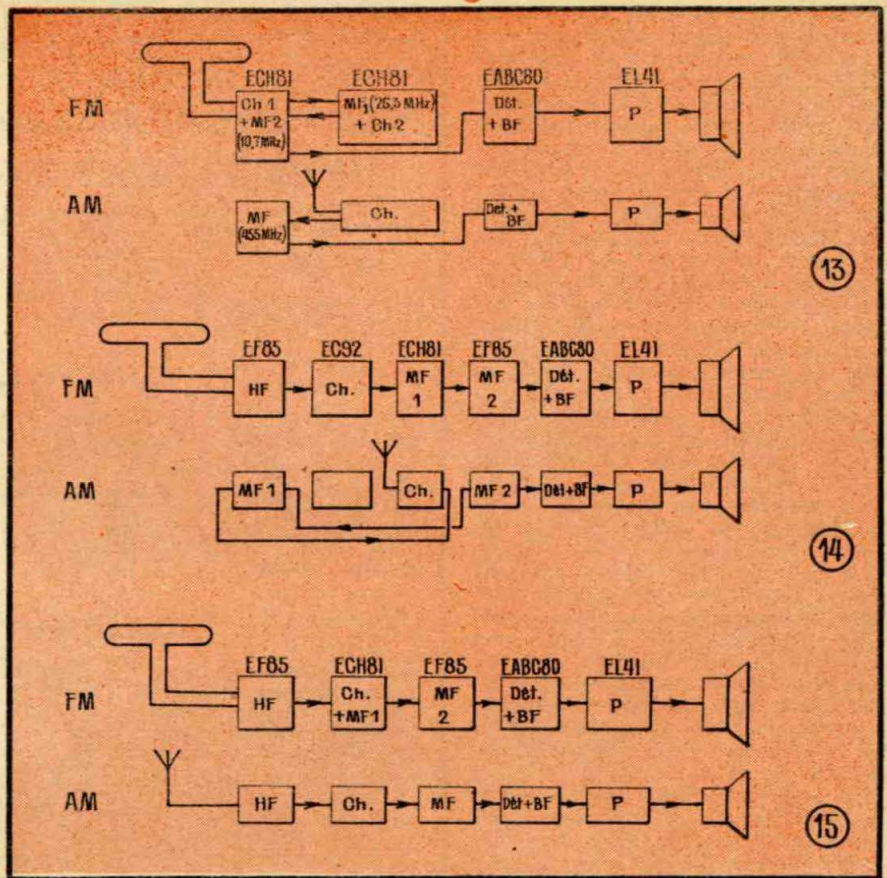 ECH81 ECH81 EABC80 EL41
FM
Ch 1
+ MF2
(10,7MHz)
MF1 (26,3 MHz)
+ Ch 2
Dét.
+ BF
P
AM
MF
(455MHz)
Ch.
Dét. +
BF
P
13
EF85 EC92 ECH81 EF85 EABC80 EL41
FM
HF
Ch.
MF
1
MF
2
Dét.
+ BF
P
AM
MF 1
Ch.
MF 2
Dét+BF
P
14
EF85 ECH81 EF85 EABC80 EL41
FM
HF
Ch.
+MF1
MF
2
Dét.
+BF
P
AM
HF
Ch.
MF
Dét+BF
P
15